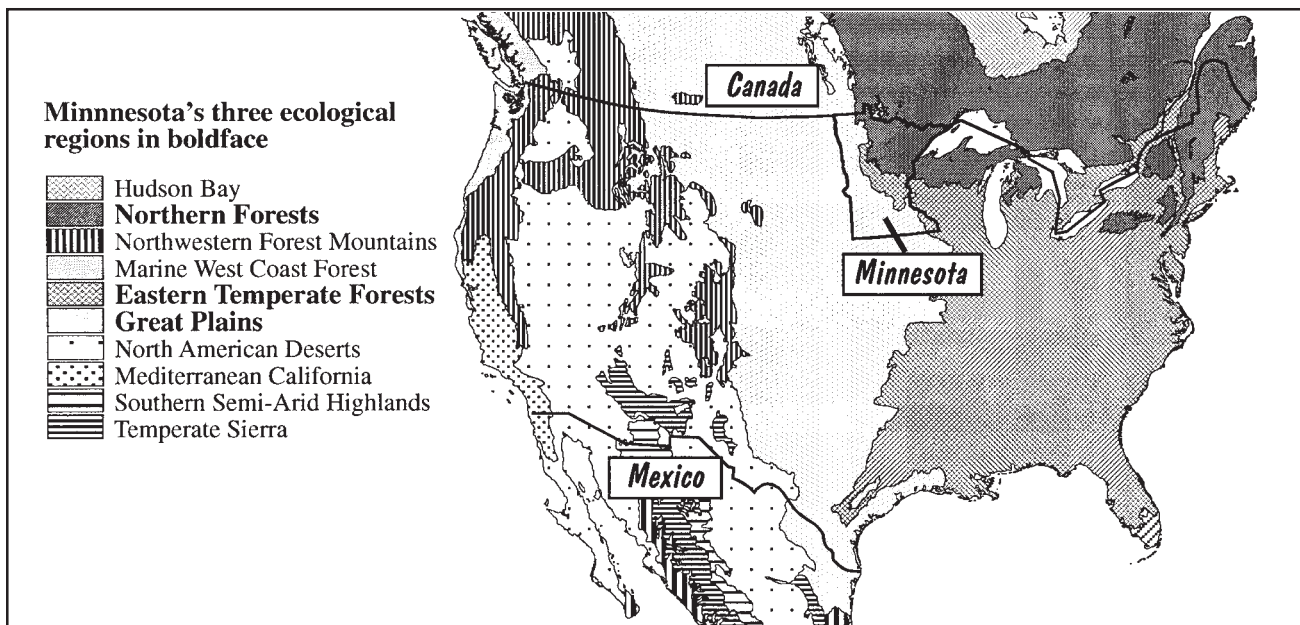 Minnnesota's three ecological
regions in boldface
Hudson Bay
Northern Forests
Northwestern Forest Mountains
Marine West Coast Forest
Eastern Temperate Forests
Great Plains
North American Deserts
Mediterranean California
Southern Semi-Arid Highlands
Temperate Sierra
Canada
Minnesota
Mexico